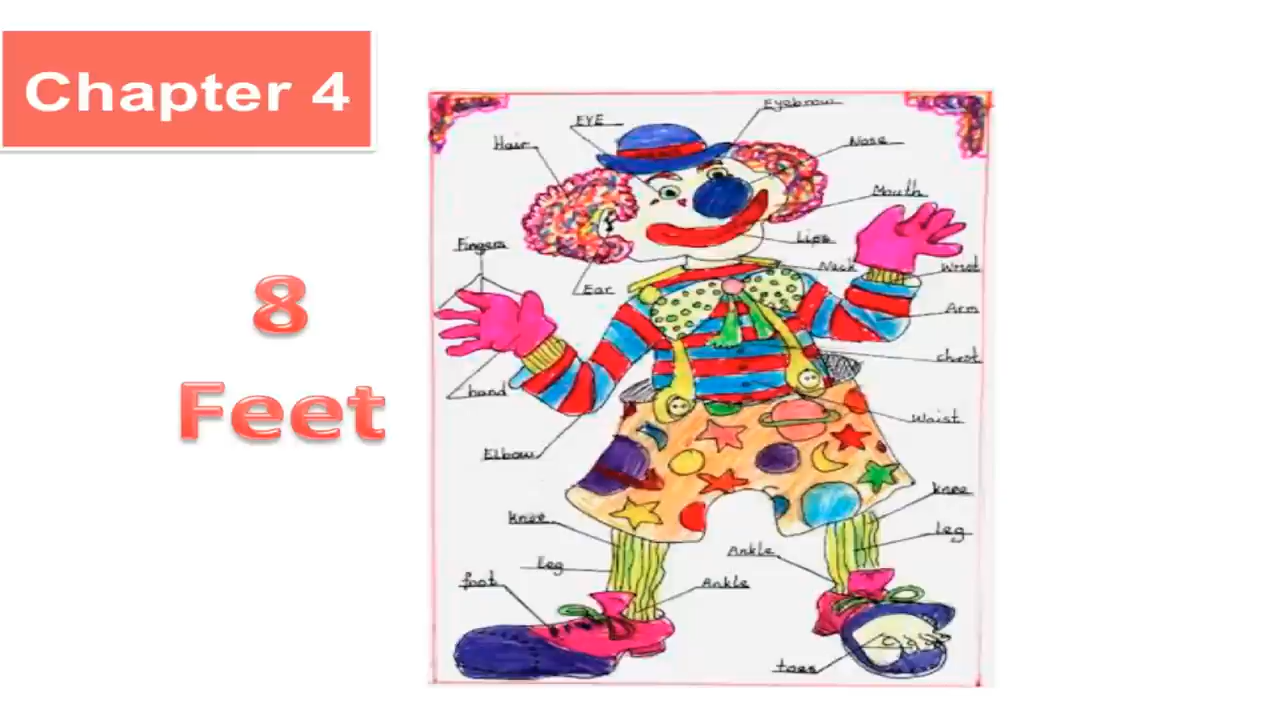 Chapter 4
8
Feet
Eyebrow
EYE
Hair
Nose
Mouth
Lips
Fingers
Neck
Wrist
Ear
Arm
chest
hand
Waist
Elbow
knee
knee
leg
Ankle
leg
foot
Ankle
toes